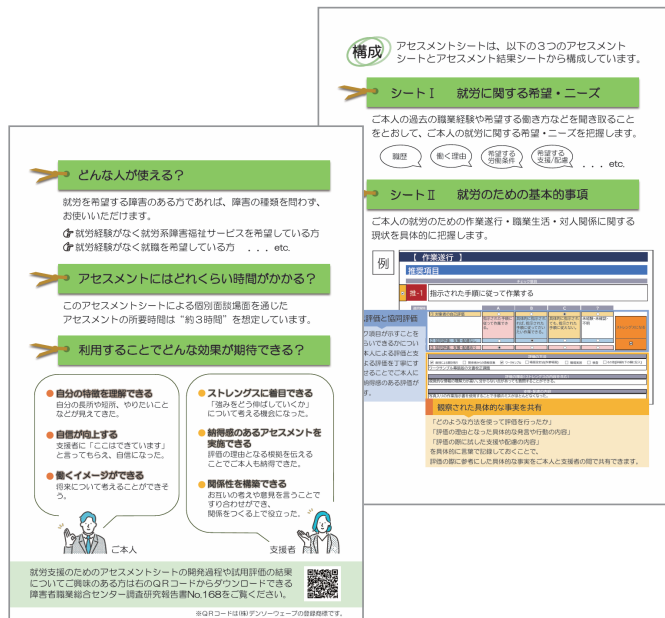 どんな人が使える？
就労を希望する障害のある方であれば、障害の種類を問わず、
お使いいただけます。
就労経験がなく就労系障害福祉サービスを希望している方
就労経験がなく就職を希望している方　．．．etc.
アセスメントにはどれくらい時間がかかる？
このアセスメントシートによる個別面談場面を通じた
アセスメントの所要時間は“約３時間”を想定しています。
利用することでどんな効果が期待できる？
● 自分の特徴を理解できる
自分の長所や短所、やりたいこと
などが見えてきた。
● 自信が向上する
支援者に「ここはできています」
と言ってもらえ、自信になった。
● 働くイメージができる
将来について考えることができそ
う。
ご本人
● ストレングスに着目できる
「強みをどう伸ばしていくか」
について考える機会になった。
● 納得感のあるアセスメントを
実施できる
評価の理由となる根拠を伝える
ことでご本人も納得できた。
● 関係性を構築できる
お互いの考えや意見を言うことで
すり合わせができ、
関係をつくる上で役立った．
支援者
就労支援のためのアセスメントシートの開発過程や試用評価の結果
についてご興味のある方は右のＱＲコードからダウンロードできる
障害者職業総合センター調査研究報告書No.168をご覧ください。
※ＱＲコードは(株)デンソーウェーブの登録商標です。
構成
アセスメントシートは、以下の３つのアセスメント
シートとアセスメント結果シートから構成しています。
シートⅠ　就労に関する希望・ニーズ
ご本人の過去の職業経験や希望する働き方などを聞き取ること
をとおして、ご本人の就労に関する希望・ニーズを把握します。
職歴
働く理由
希望する
労働条件
希望する
支援/配慮
．．．etc.
シートⅡ　就労のための基本的事項
ご本人の就労のための作業遂行・職業生活・対人関係に関する
現状を具体的に把握します。
例
【 作業遂行 】
推奨項目
推-1
指示された手順に従って作業する
評価と協同評価
観察された具体的な事実を共有
「どのような方法を使って評価を行ったか」
「評価の理由となった具体的な発言や行動の内容」
「評価の際に試した支援や配慮の内容」
を具体的に言葉で記録しておくことで、
評価の際に参考にした具体的な事実をご本人と支援者の間で共有できます。